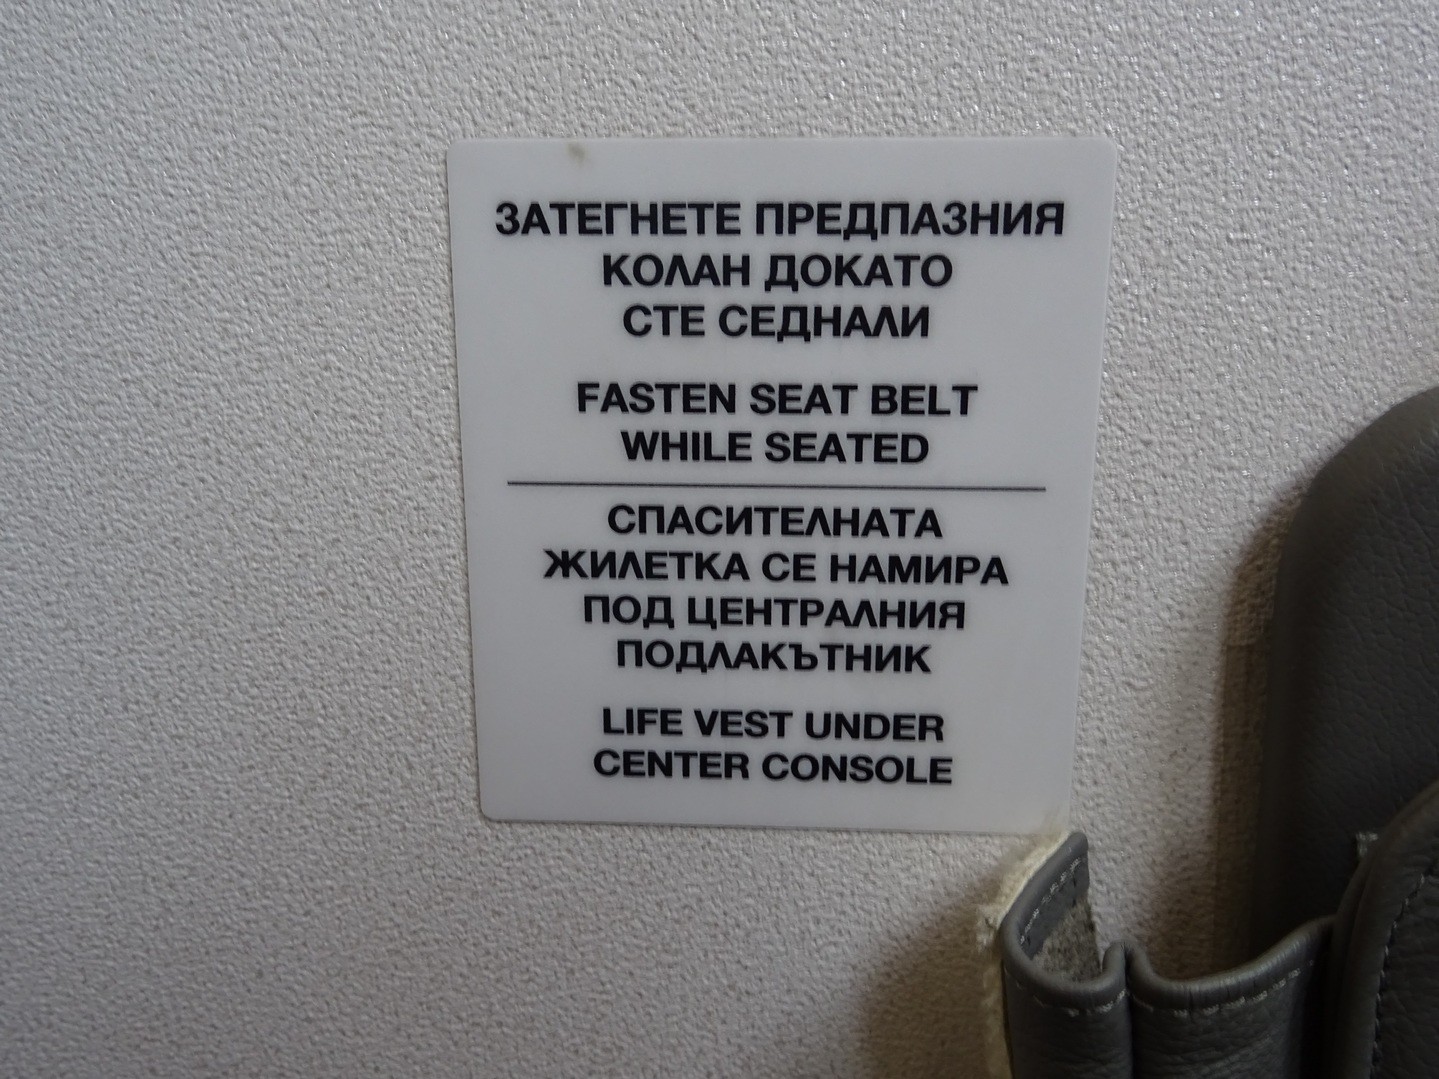 ЗАТЕГНЕТЕ ПРЕДПАЗНИЯ
КОЛАН ДОКАТО
СТЕ СЕДНАЛИ
FASTEN SEAT BELT
WHILE SEATED
СПАСИТЕЛНАТА
ЖИЛЕТКА СЕ НАМИРА
ПОД ЦЕНТРАЛНИЯ
ПОДЛАКЪТНИК
LIFE VEST UNDER
CENTER CONSOLE